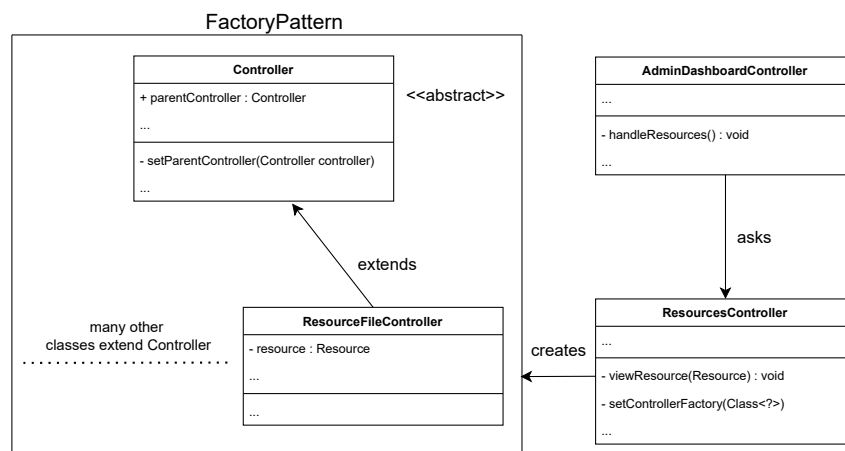 FactoryPattern
Controller
+ parentController : Controller
...
- setParentController(Controller controller)
...
<<abstract>>
AdminDashboardController
...
- handleResources() : void
...
extends
asks
many other
classes extend Controller
ResourceFileController
- resource : Resource
...
...
creates
ResourcesController
...
- viewResource(Resource) : void
- setControllerFactory(Class<?>)
...